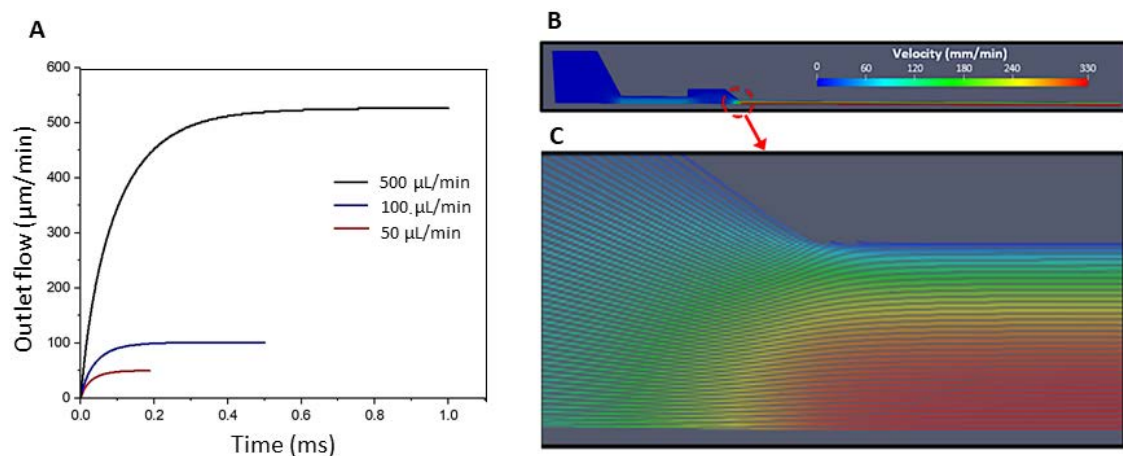 A
600
500
400
300
200
100
0
Outlet flow (µm/min)
500 µL/min
100 µL/min
50 µL/min
0.0 0.2 0.4 0.6 0.8 1.0
Time (ms)
B
Velocity (mm/min)
0 60 120 180 240 330
C